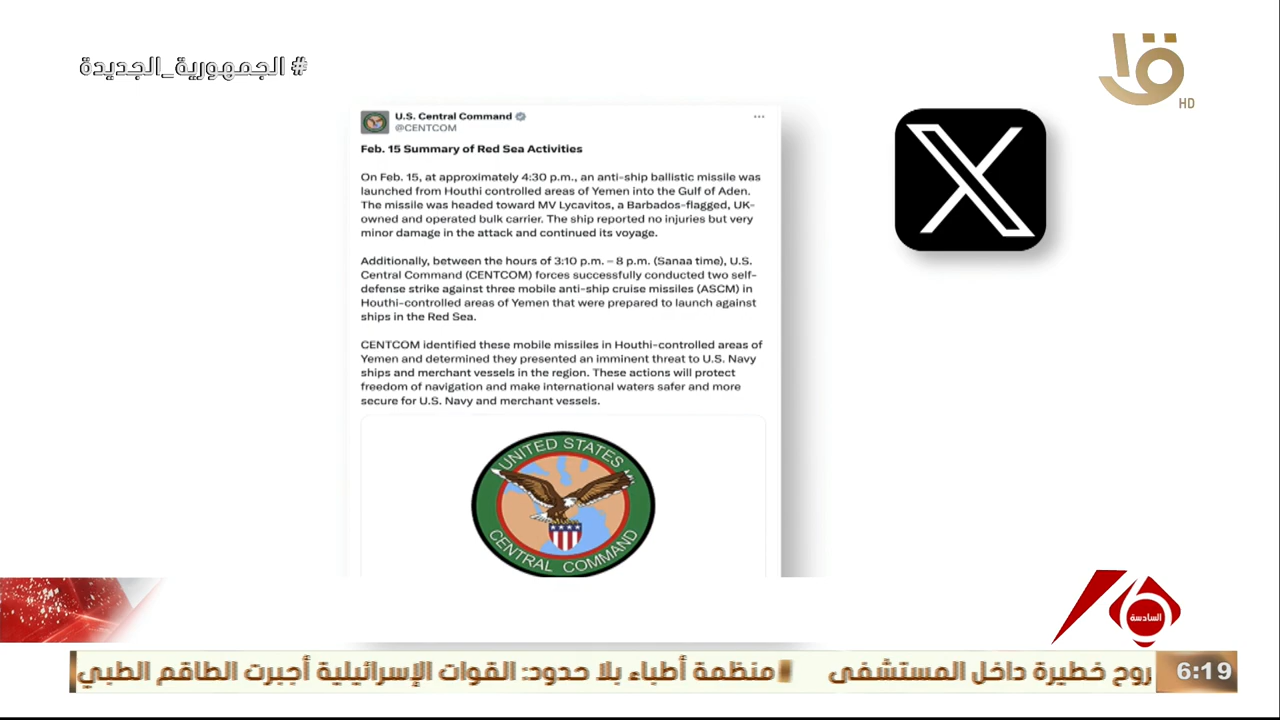 # الجمهورية_الجديدة
HD
U.S. Central Command
@CENTCOM
Feb. 15 Summary of Red Sea Activities
On Feb. 15, at approximately 4:30 p.m., an anti-ship ballistic missile was
launched from Houthi controlled areas of Yemen into the Gulf of Aden.
The missile was headed toward MV Lycavitos, a Barbados-flagged, UK-
owned and operated bulk carrier. The ship reported no injuries but very
minor damage in the attack and continued its voyage.
Additionally, between the hours of 3:10 p.m. – 8 p.m. (Sanaa time), U.S.
Central Command (CENTCOM) forces successfully conducted two self-
defense strike against three mobile anti-ship cruise missiles (ASCM) in
Houthi-controlled areas of Yemen that were prepared to launch against
ships in the Red Sea.
CENTCOM identified these mobile missiles in Houthi-controlled areas of
Yemen and determined they presented an imminent threat to U.S. Navy
ships and merchant vessels in the region. These actions will protect
freedom of navigation and make international waters safer and more
secure for U.S. Navy and merchant vessels.
UNITED STATES
CENTRAL COMMAND
6
السادسة
6:19
روح خطيرة داخل المستشفى منظمة أطباء بلا حدود: القوات الإسرائيلية أجبرت الطاقم الطبي